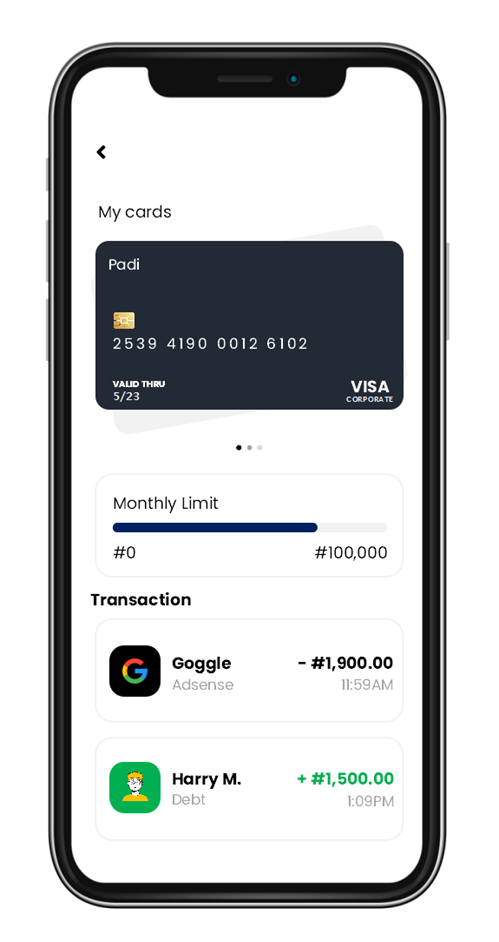 My cards
Padi
2539 4190 0012 6102
VALID THRU
5/23
VISA
CORPORATE
Monthly Limit
#0 #100,000
Transaction
Goggle - #1,900.00
Adsense 11:59AM
Harry M. + #1,500.00
Debt 1:09PM